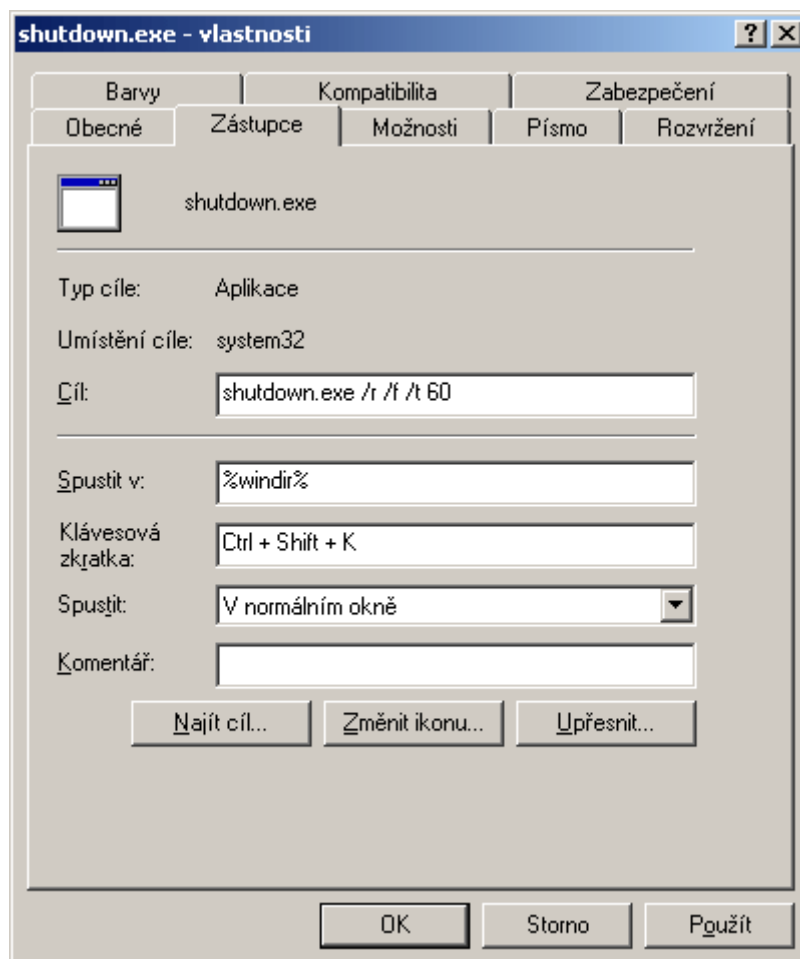 shutdown.exe - vlastnosti
Barvy
Kompatibilita
Zabezpečení
Obecné
Zástupce
Možnosti
Písmo
Rozvržení
shutdown.exe
Typ cíle: Aplikace
Umístění cíle: system32
Cíl: shutdown.exe /r /f /t 60
Spustit v: %windir%
Klávesová
zkratka: Ctrl + Shift + K
Spustit: V normálním okně
Komentář:
Najít cíl...
Změnit ikonu...
Upřesnit...
OK
Storno
Použít